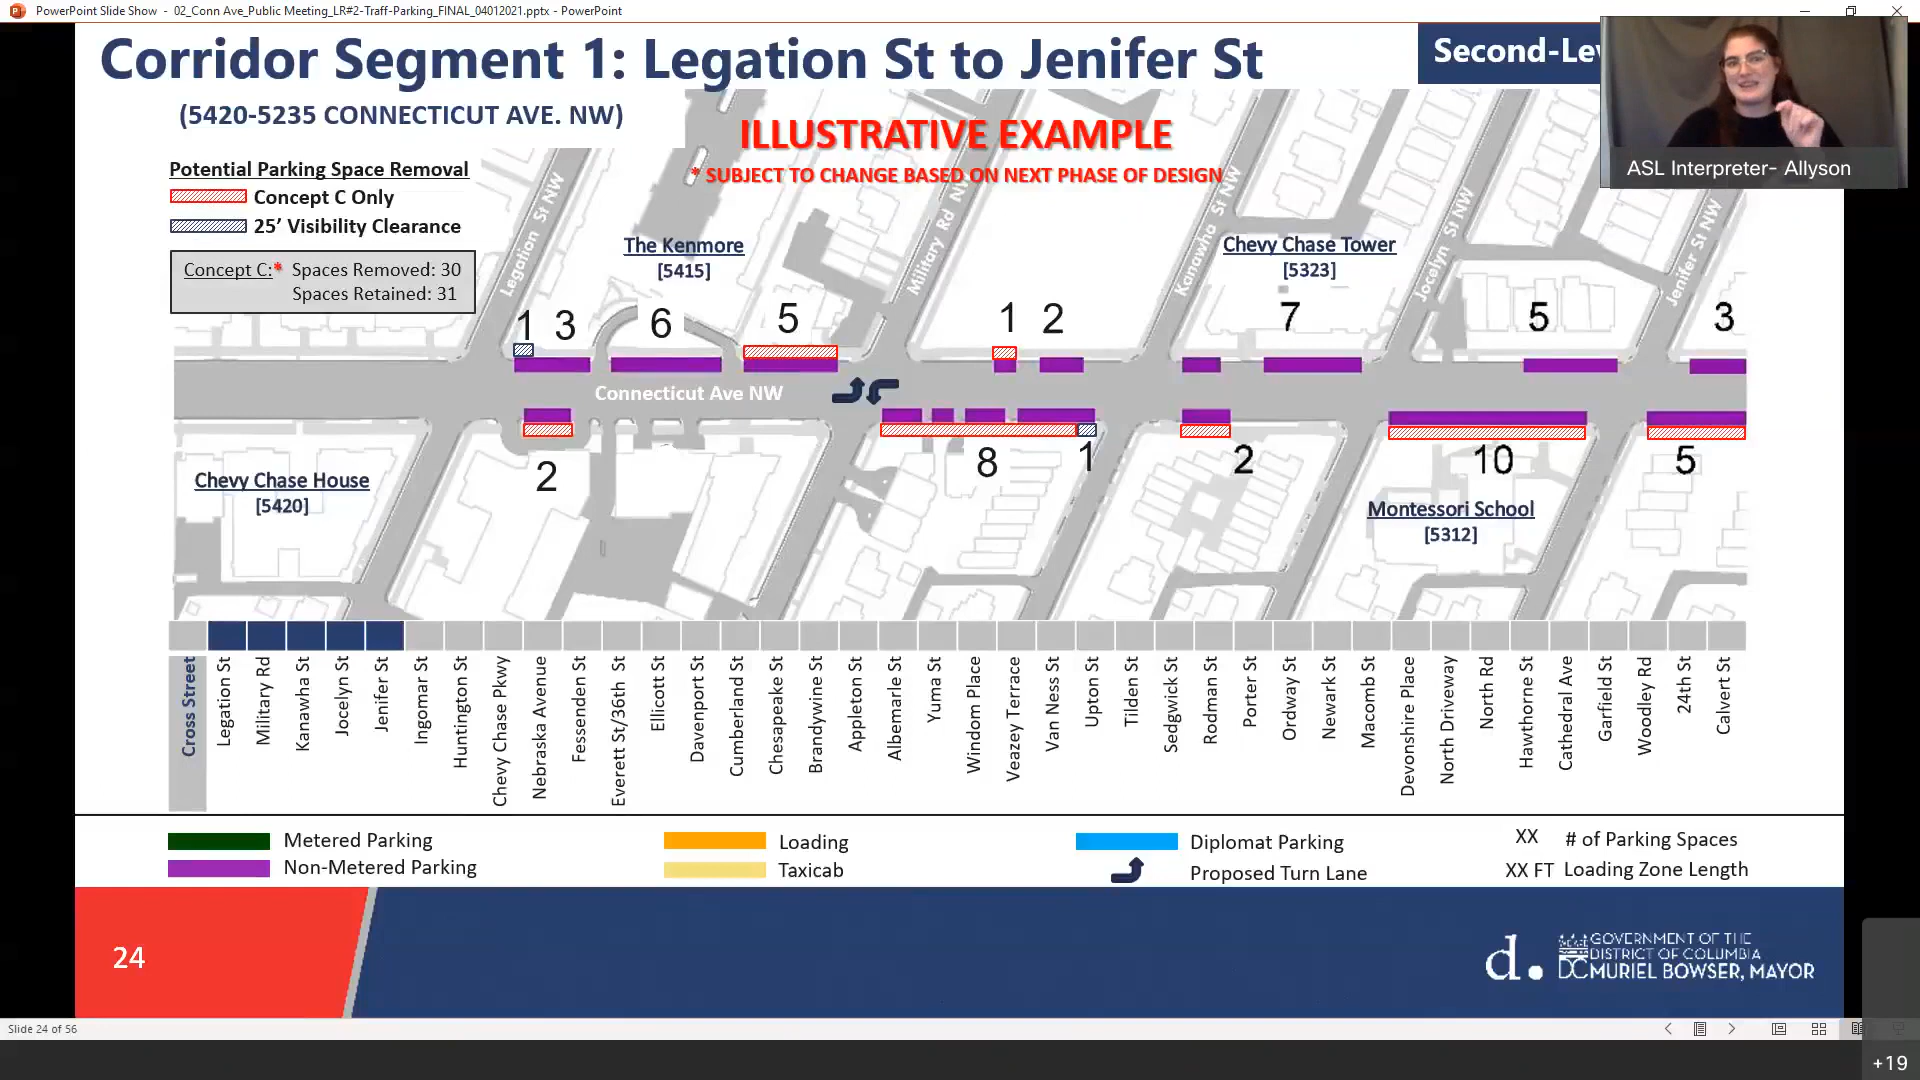 PowerPoint Slide Show - 02_Conn Ave_Public Meeting_LR#2-Traff-Parking_FINAL_04012021.pptx - PowerPoint
Corridor Segment 1: Legation St to Jenifer St
Second-Le
(5420-5235 CONNECTICUT AVE. NW)
ILLUSTRATIVE EXAMPLE
* SUBJECT TO CHANGE BASED ON NEXT PHASE OF DESIGN
ASL Interpreter- Allyson
Potential Parking Space Removal
Concept C Only
25’ Visibility Clearance
Concept C:* Spaces Removed: 30
Spaces Retained: 31
Legation St NW
The Kenmore
[5415]
Military Rd NW
Kanawha St NW
Chevy Chase Tower
[5323]
Jocelyn St NW
Jenifer St NW
1 3 6 5 1 2 7 5 3
Connecticut Ave NW
2 8 1 2 10 5
Chevy Chase House
[5420]
Montessori School
[5312]
Cross Street
Legation St
Military Rd
Kanawha St
Jocelyn St
Jenifer St
Ingomar St
Huntington St
Chevy Chase Pkwy
Nebraska Avenue
Fessenden St
Everett St/36th St
Ellicott St
Davenport St
Cumberland St
Chesapeake St
Brandywine St
Appleton St
Albemarle St
Yuma St
Windom Place
Veazey Terrace
Van Ness St
Upton St
Tilden St
Sedgwick St
Rodman St
Porter St
Ordway St
Newark St
Macomb St
Devonshire Place
North Driveway
North Rd
Hawthorne St
Cathedral Ave
Garfield St
Woodley Rd
24th St
Calvert St
Metered Parking
Non-Metered Parking
Loading
Taxicab
Diplomat Parking
Proposed Turn Lane
XX # of Parking Spaces
XX FT Loading Zone Length
24
d.
GOVERNMENT OF THE
DISTRICT OF COLUMBIA
DC MURIEL BOWSER, MAYOR
Slide 24 of 56
+19